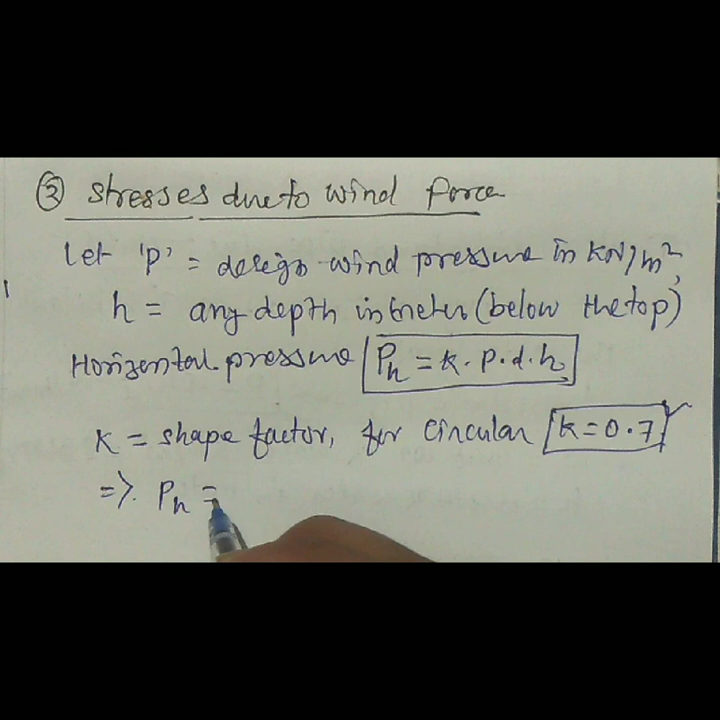 ② stresses due to wind force
Let 'p' = design wind pressure in kN/m²,
h = any depth in meter (below the top)
Horizontal pressure Pₕ = k. p. d. h
K = shape factor, for circular k = 0.7
=> Pₕ =